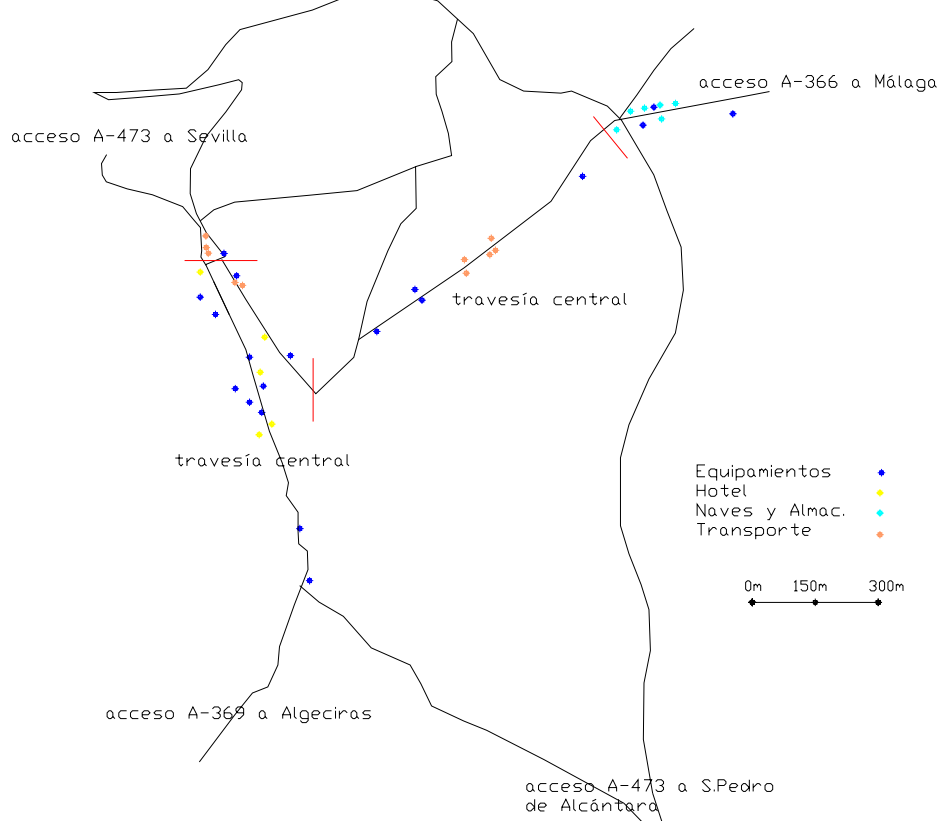 acceso A-366 a Málaga
acceso A-473 a Sevilla
travesía central
travesía central
Equipamientos
Hotel
Naves y Almac.
Transporte
0m 150m 300m
acceso A-369 a Algeciras
acceso A-473 a S.Pedro
de Alcántara